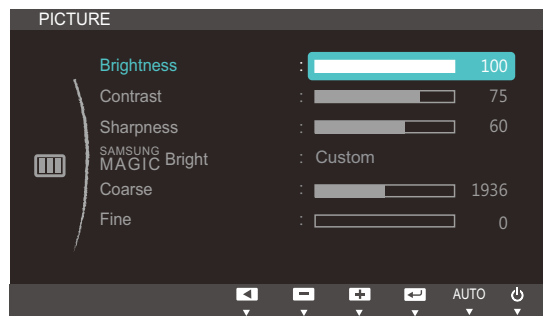 PICTURE
Brightness : 100
Contrast : 75
Sharpness : 60
SAMSUNG
MAGIC Bright : Custom
Coarse : 1936
Fine : 0
AUTO